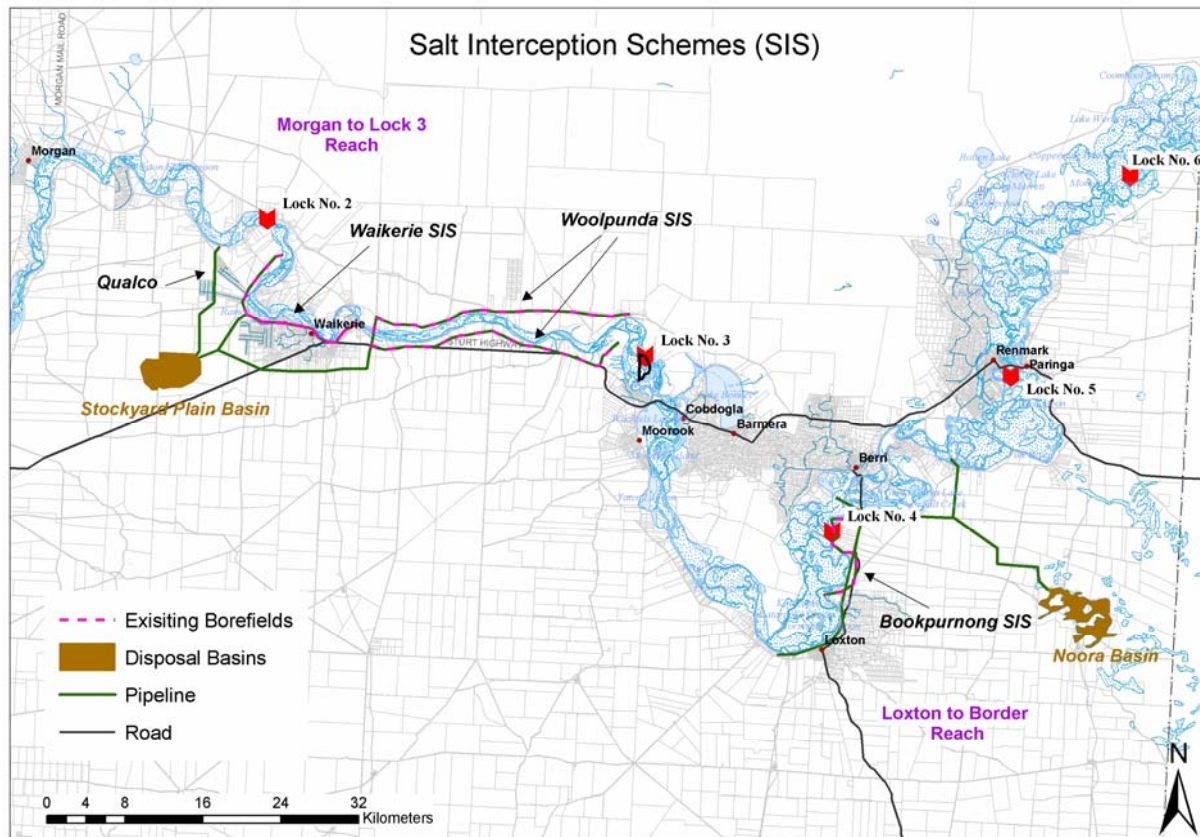 Salt Interception Schemes (SIS)
MORGAN MAIL ROAD
Morgan to Lock 3
Reach
Morgan
Lock No. 6
Lock No. 2
Woolpunda SIS
Waikerie SIS
Qualco
Waikerie
STURT HIGHWAY
Lock No. 3
Renmark
Paringa
Lock No. 5
Stockyard Plain Basin
Cobdogla
Barmera
Moorook
Berri
Lock No. 4
Exisiting Borefields
Disposal Basins
Pipeline
Road
Bookpurnong SIS
Loxton
Noora Basin
Loxton to Border
Reach
N
0 4 8 16 24 32
Kilometers